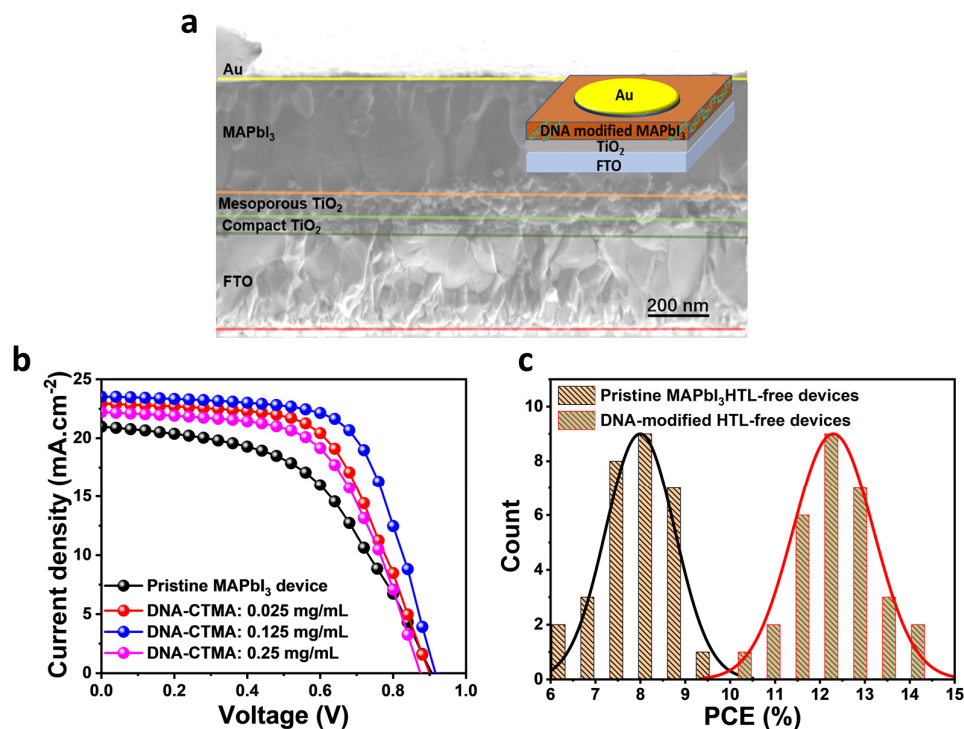 a
Au
MAPbI₃
Mesoporous TiO₂
Compact TiO₂
FTO
Au
DNA modified MAPbI₃
TiO₂
FTO
200 nm
b
Current density (mA.cm⁻²)
25
20
15
10
5
0
0.0 0.2 0.4 0.6 0.8 1.0
Voltage (V)
Pristine MAPbI₃ device
DNA-CTMA: 0.025 mg/mL
DNA-CTMA: 0.125 mg/mL
DNA-CTMA: 0.25 mg/mL
c
Count
10
8
6
4
2
0
6 7 8 9 10 11 12 13 14 15
PCE (%)
Pristine MAPbI₃HTL-free devices
DNA-modified HTL-free devices